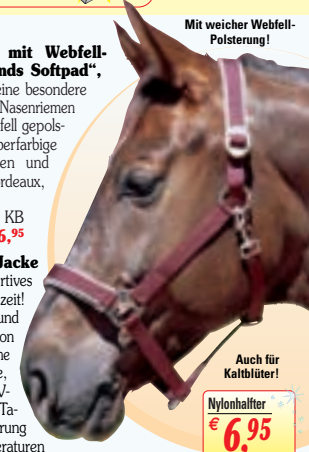 Mit weicher Webfell-
Polsterung!
mit Webfell-
nds Softpad“,
eine besondere
Nasenriemen
fell gepols-
berfarbige
en und
rdeaux,
KB
6,95
Jacke
rtives
zeit!
und
on
ne
e,
V-
Ta-
rung
eraturen
Auch für
Kaltblüter!
Nylonhalfter
€ 6,95